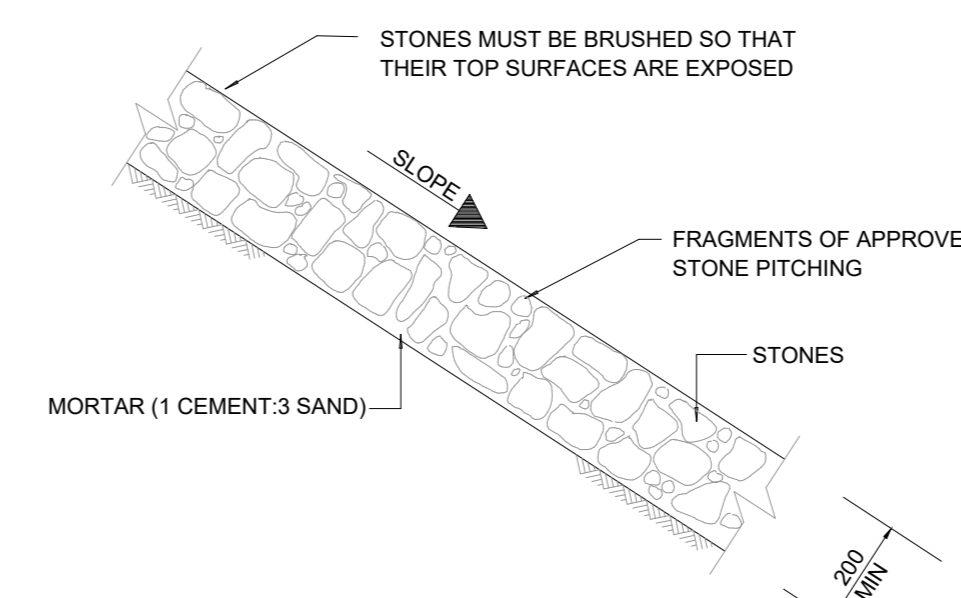 STONES MUST BE BRUSHED SO THAT
THEIR TOP SURFACES ARE EXPOSED
SLOPE
FRAGMENTS OF APPROVE
STONE PITCHING
STONES
MORTAR (1 CEMENT:3 SAND)
200
MIN